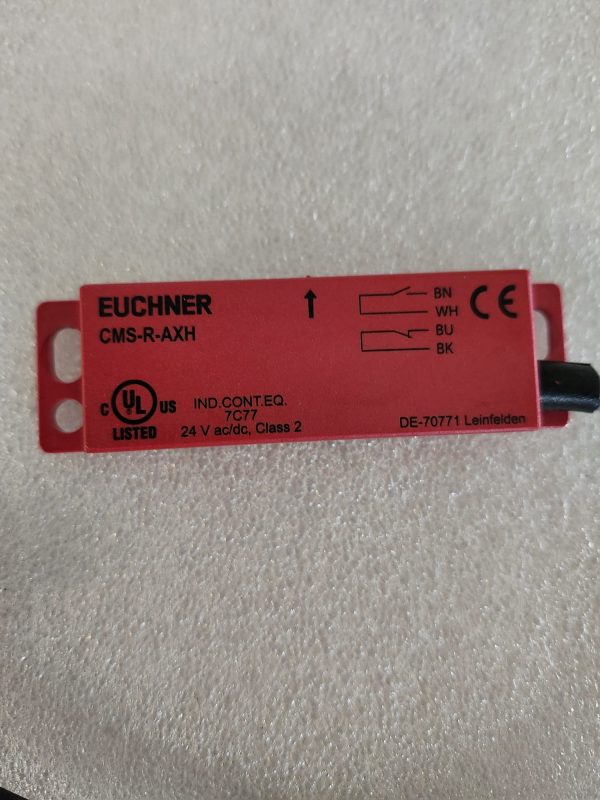 EUCHNER
CMS-R-AXH
↑
BN
WH
BU
BK
CE
C UL US
LISTED
IND.CONT.EQ.
7C77
24 V ac/dc, Class 2
DE-70771 Leinfelden